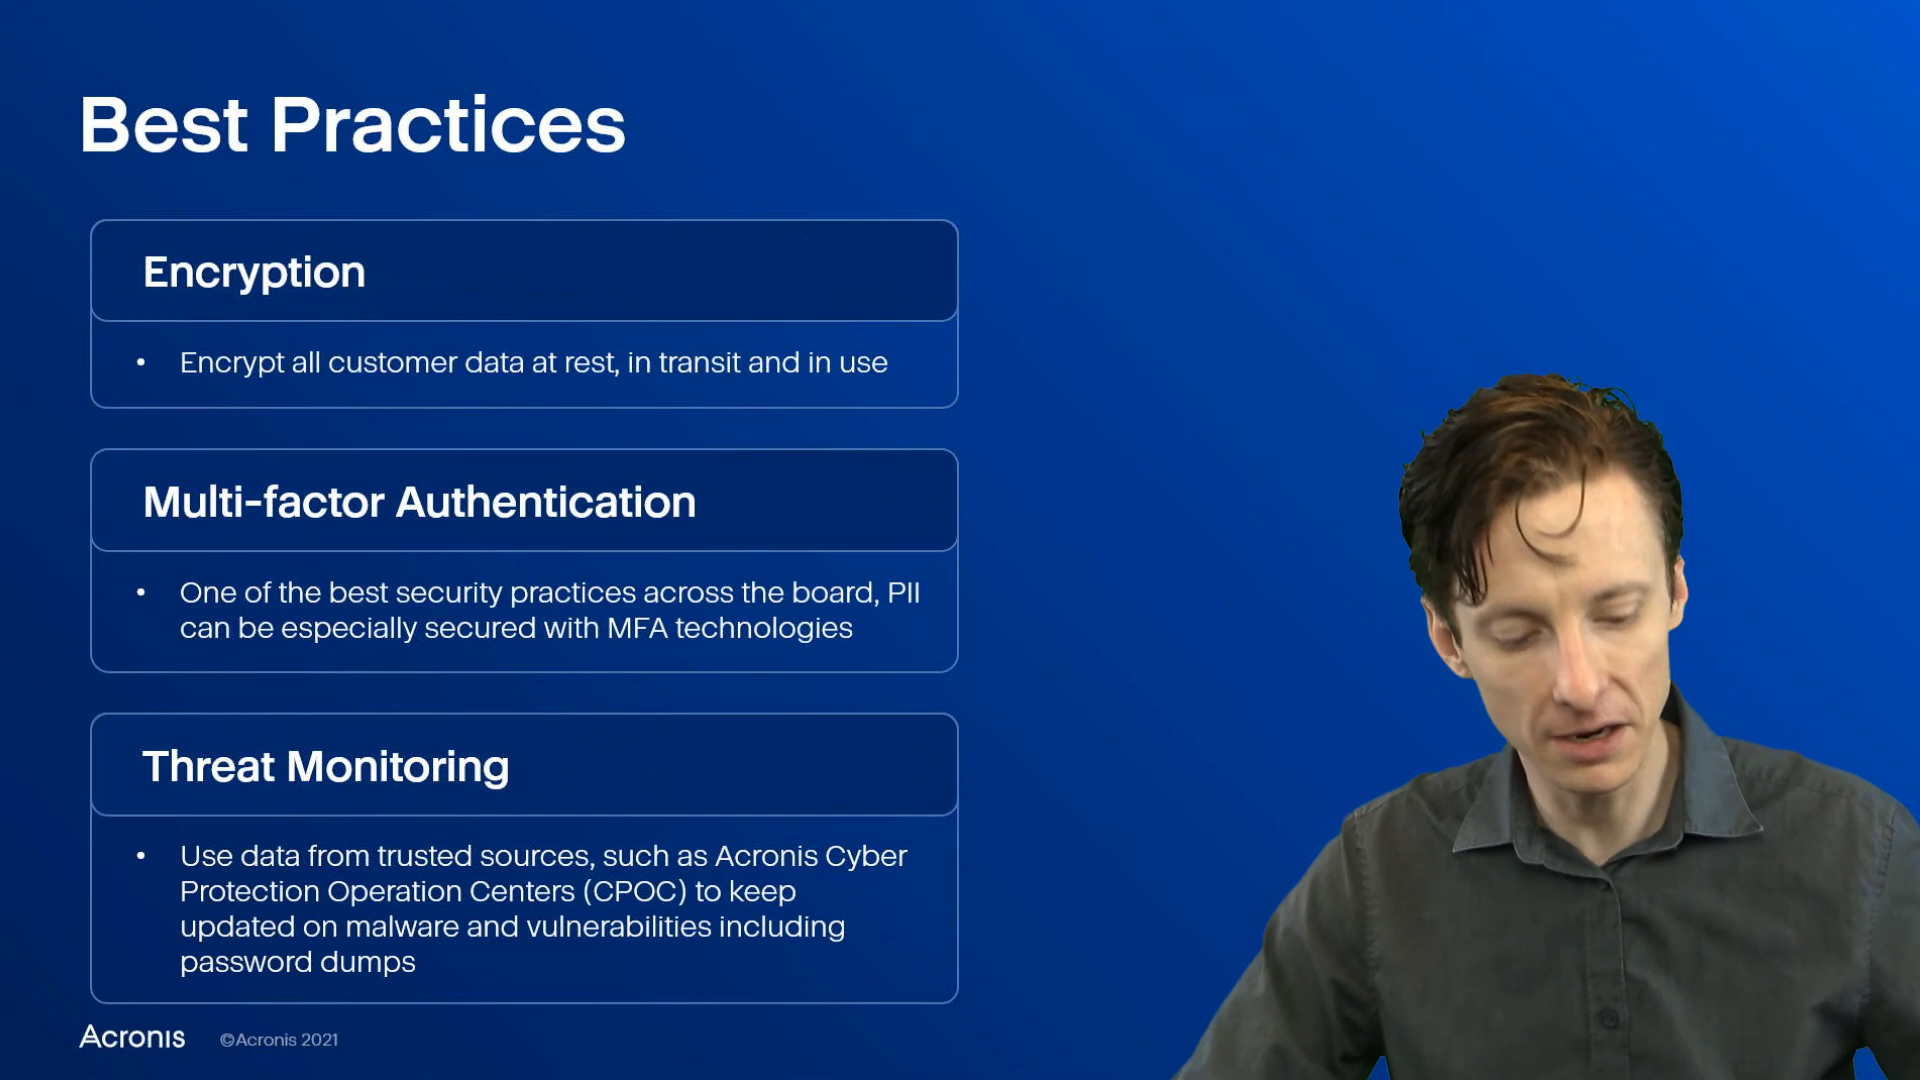 Best Practices
Encryption
• Encrypt all customer data at rest, in transit and in use
Multi-factor Authentication
• One of the best security practices across the board, PII
can be especially secured with MFA technologies
Threat Monitoring
• Use data from trusted sources, such as Acronis Cyber
Protection Operation Centers (CPOC) to keep
updated on malware and vulnerabilities including
password dumps
Acronis ©Acronis 2021